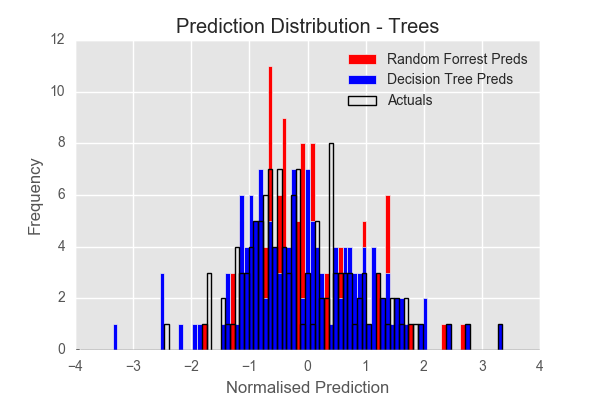 Prediction Distribution - Trees
Random Forrest Preds
Decision Tree Preds
Actuals
Frequency
12
10
8
6
4
2
0
−4
−3
−2
−1
0
1
2
3
4
Normalised Prediction